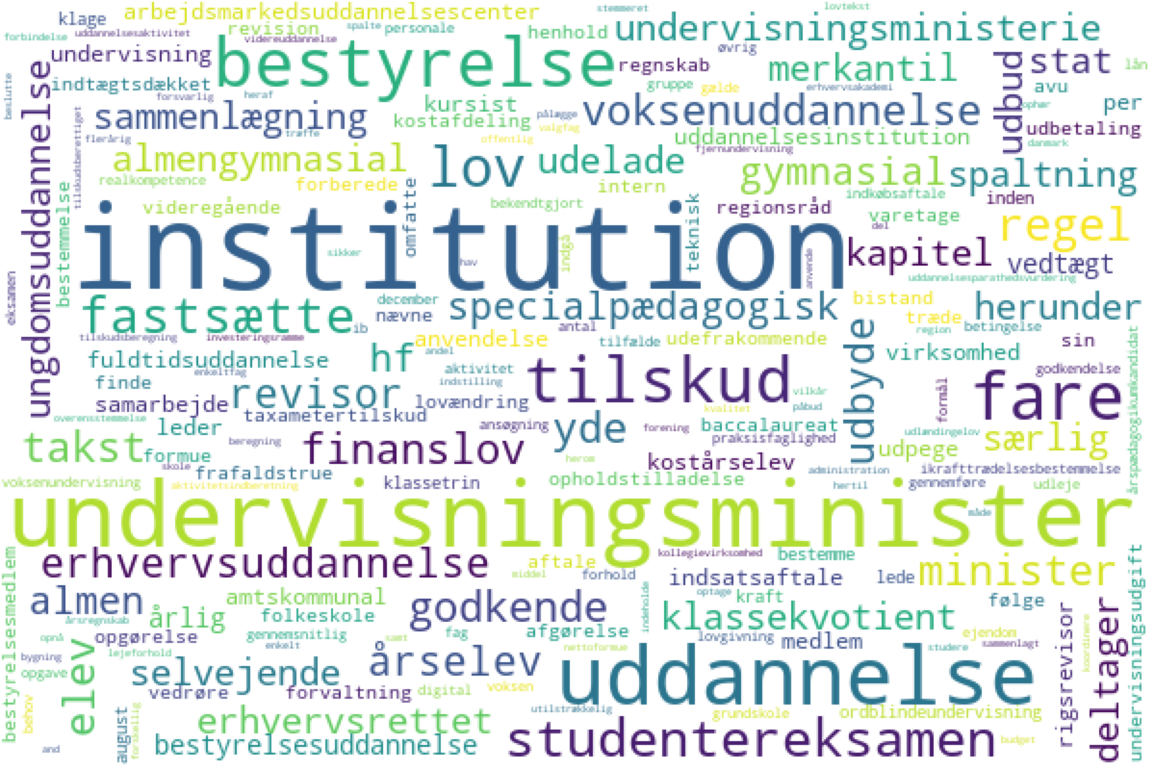 arbejdsmarkedsuddannelsescenter
stemmeret
lovtekst
klage
uddannelsesaktivitet
spalte
personale
revision
henhold
undervisningsministerie
forbindelse
videreuddannelse
øvrig
undervisning
bestyrelse
regnskab
merkantil
udbud
stat
lån
beslutte
indtægtsdækket
forsvarlig
heraf
gruppe
gælde
erhvervsakademi
avu
ungdomsuddannelse
sammenlægning
kursist
pålægge
voksenuddannelse
ophør
per
tilskudsberettiget
flerårig
træffe
kostafdeling
offentlig
valgfag
uddannelsesinstitution
udbetaling
danmark
almengymnasial
lov
udelade
fjernundervisning
gymnasial
spaltning
bestemmelse
realkompetence
forberede
omfatte
intern
indkøbsaftale
inden
videregående
bekendtgjort
teknisk
regionsråd
varetage
regel
institution
sikker
hav
indgå
anvende
del
kapitel
vedtægt
eksamen
uddannelsesparathedsvurdering
fastsætte
december
nævne
specialpædagogisk
bistand
træde
herunder
ib
antal
region
betingelse
tilskudsberegning
investeringsramme
anvendelse
tilfælde
udefrakommende
udbyde
sin
årspædagogikumkandidat
fuldtidsuddannelse
enkeltfag
hf
andel
aktivitet
tilskud
virksomhed
godkendelse
finde
revisor
indstilling
vilkår
formål
fare
samarbejde
lovændring
kvalitet
påbud
overensstemmelse
taxametertilskud
leder
ansøgning
yde
forening
baccalaureat
udlændingelov
særlig
takst
formue
beregning
finanslov
praksisfaglighed
udpege
skole
frafaldstrue
herom
kostårselev
administration
ikrafttrædelsesbestemmelse
voksenundervisning
aktivitetsindberetning
klassetrin
opholdstilladelse
hertil
gennemføre
udleje
undervisningsminister
måde
bestyrelsesmedlem
erhvervsuddannelse
aftale
kollegievirksomhed
bestemme
undervisningsudgift
middel
forhold
indsatsaftale
lede
minister
almen
årsregnskab
årlig
amtskommunal
godkende
indeholde
optage
kraft
følge
folkeskole
klassekvotient
rigsrevisor
deltager
opnå
opgørelse
gennemsnitlig
samt
fag
afgørelse
lovgivning
medlem
ejendom
koordinere
elev
enkelt
nettoformue
studere
sammenlagt
bygning
lejeforhold
årselev
uddannelse
opgave
selvejende
behov
vedrøre
forvaltning
digital
voksen
august
forskellig
erhvervsrettet
utilstrækkelig
grundskole
ordblindeundervisning
and
bestyrelsesuddannelse
studentereksamen
budget